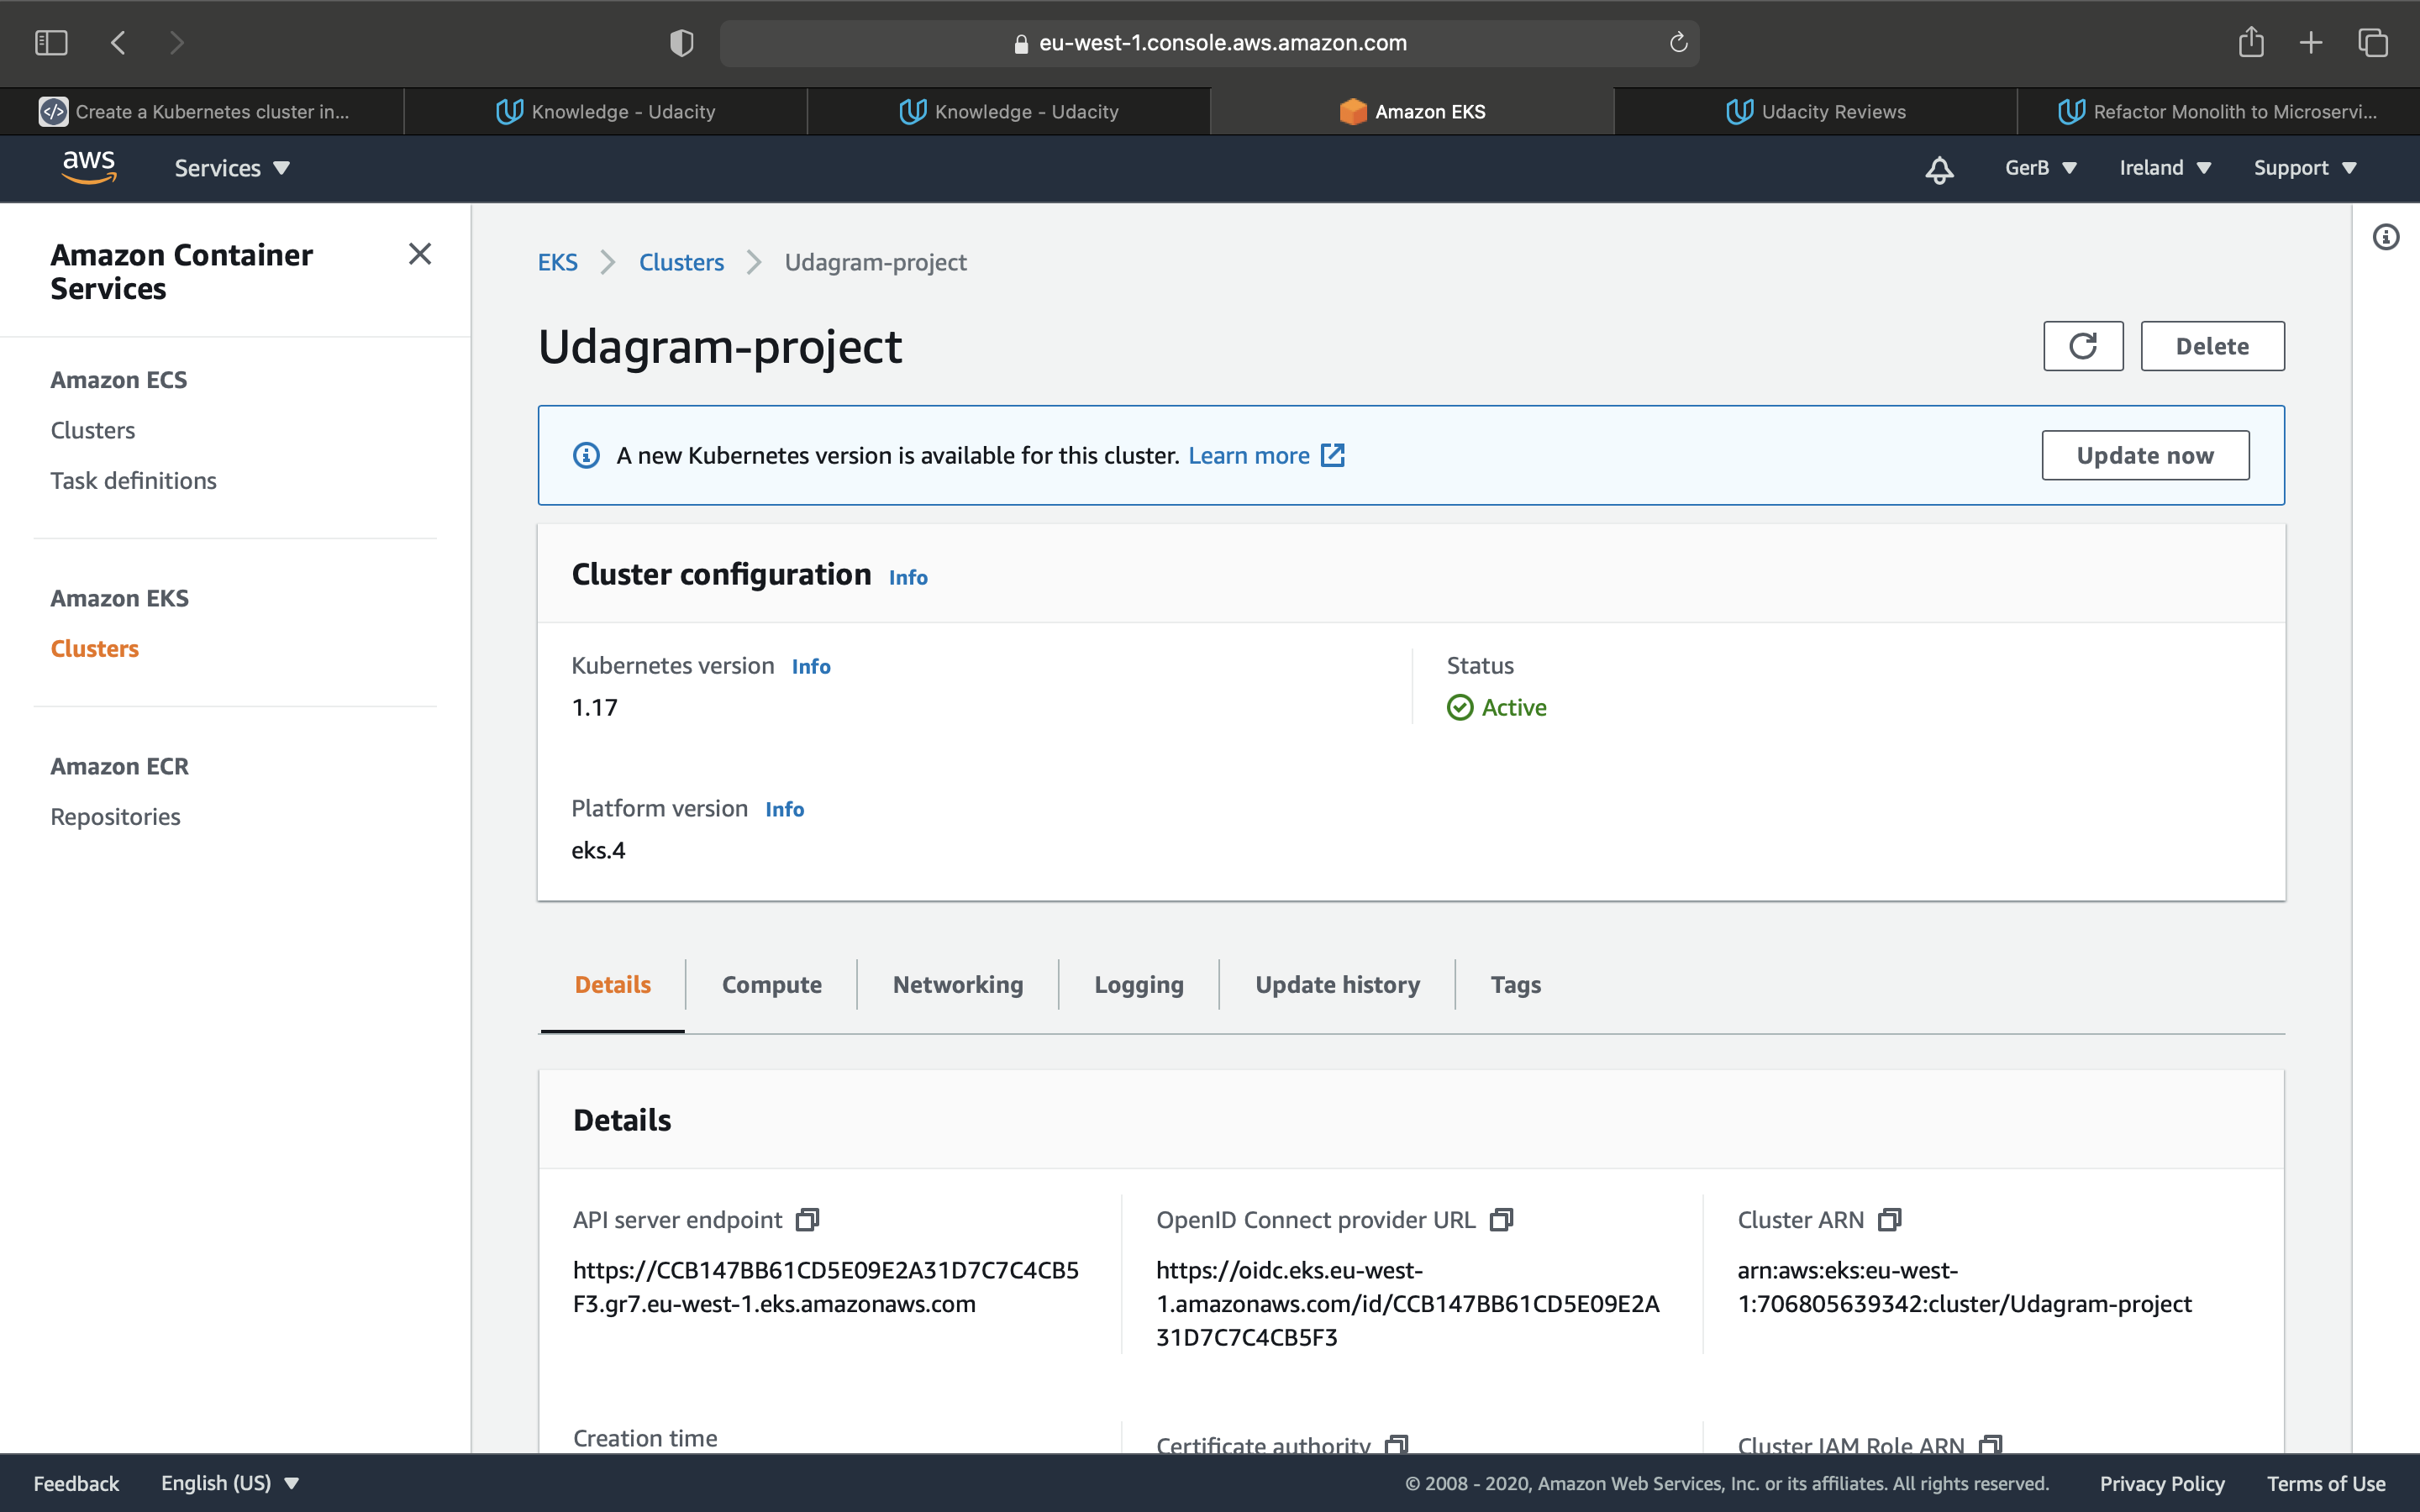 eu-west-1.console.aws.amazon.com
Create a Kubernetes cluster in...
Knowledge - Udacity
Knowledge - Udacity
Amazon EKS
Udacity Reviews
Refactor Monolith to Microservi...
aws
Services
GerB
Ireland
Support
Amazon Container
Services
Amazon ECS
Clusters
Task definitions
Amazon EKS
Clusters
Amazon ECR
Repositories
EKS
Clusters
Udagram-project
Udagram-project
Delete
A new Kubernetes version is available for this cluster. Learn more
Update now
Cluster configuration Info
Kubernetes version Info
1.17
Status
Active
Platform version Info
eks.4
Details
Compute
Networking
Logging
Update history
Tags
Details
API server endpoint
https://CCB147BB61CD5E09E2A31D7C7C4CB5
F3.gr7.eu-west-1.eks.amazonaws.com
OpenID Connect provider URL
https://oidc.eks.eu-west-
1.amazonaws.com/id/CCB147BB61CD5E09E2A
31D7C7C4CB5F3
Cluster ARN
arn:aws:eks:eu-west-
1:706805639342:cluster/Udagram-project
Creation time
Certificate authority
Cluster IAM Role ARN
Feedback
English (US)
© 2008 - 2020, Amazon Web Services, Inc. or its affiliates. All rights reserved.
Privacy Policy
Terms of Use